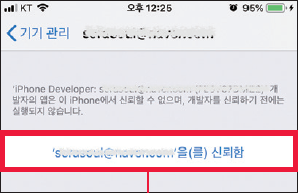 KT 오후 12:25 95%
기기 관리
'iPhone Developer: 개
발자의 앱은 이 iPhone에서 신뢰할 수 없으며, 개발자를 신뢰하기 전에는
실행되지 않습니다.
을(를) 신뢰함